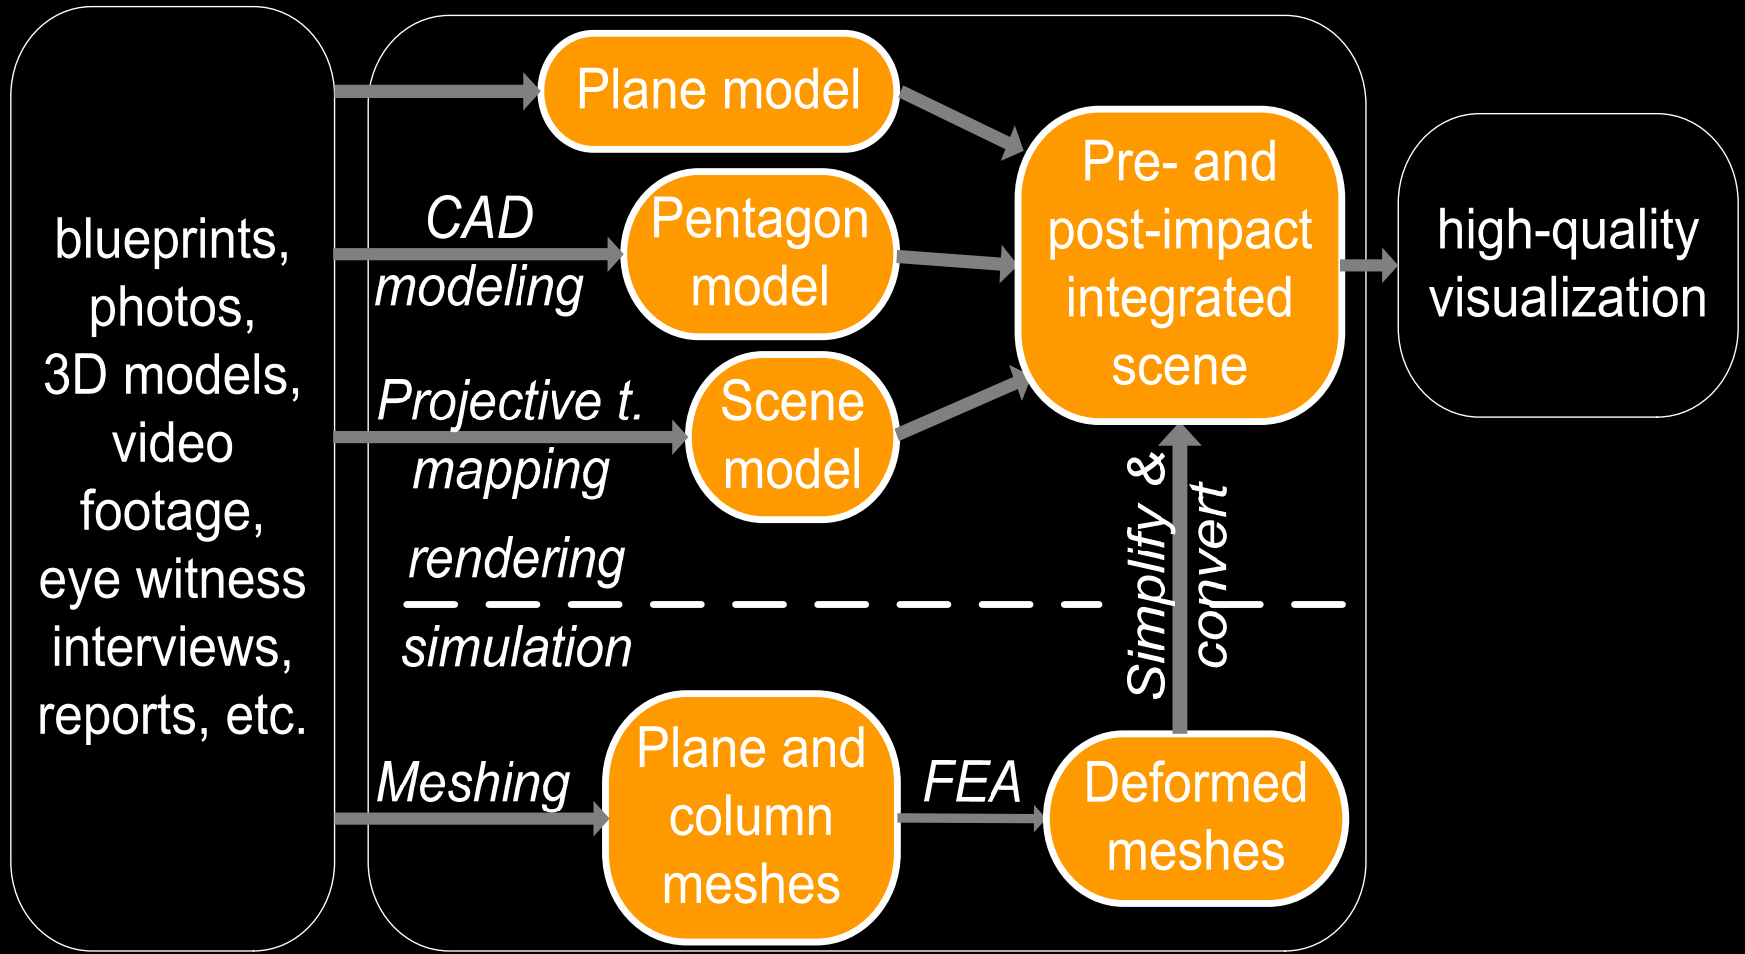 blueprints,
photos,
3D models,
video
footage,
eye witness
interviews,
reports, etc.
Plane model
CAD
modeling
Pentagon
model
Projective t.
mapping
Scene
model
rendering
simulation
Meshing
Plane and
column
meshes
FEA
Deformed
meshes
Simplify &
convert
Pre- and
post-impact
integrated
scene
high-quality
visualization